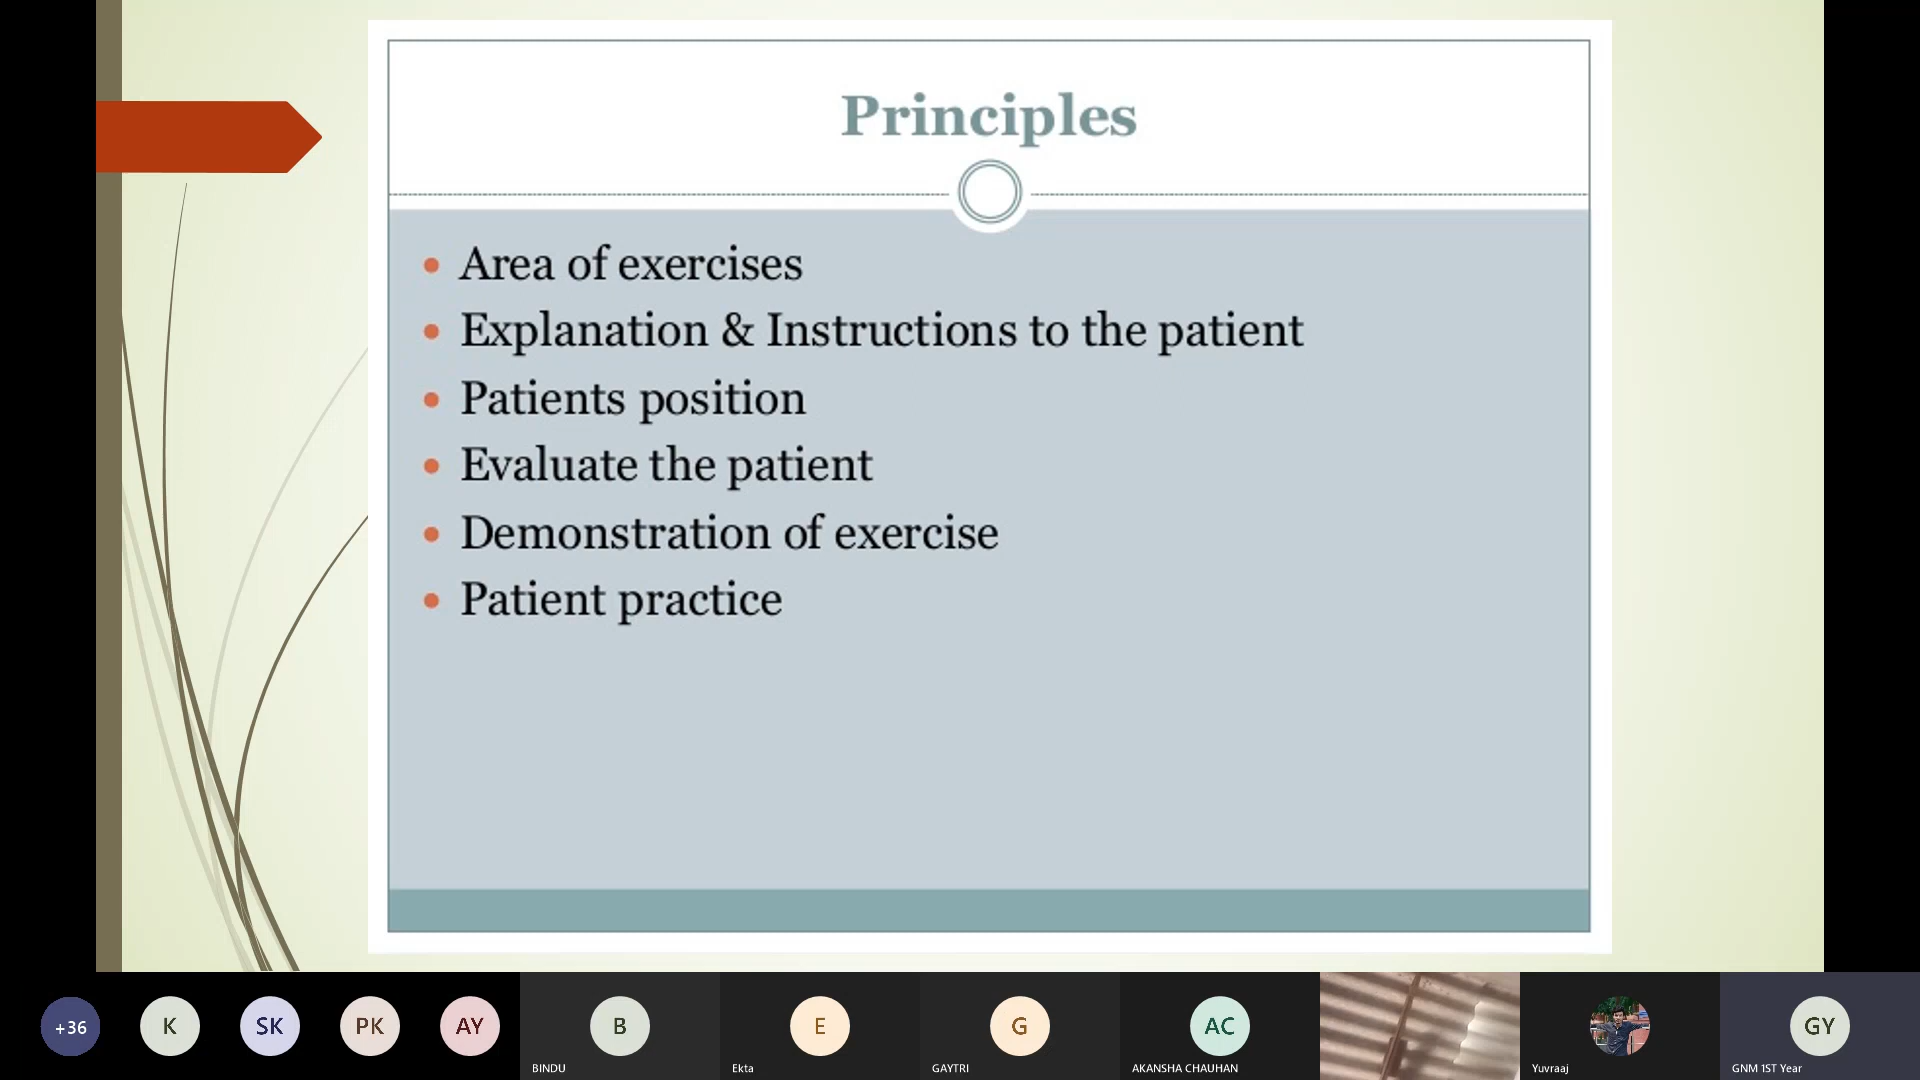 Principles
Area of exercises
Explanation & Instructions to the patient
Patients position
Evaluate the patient
Demonstration of exercise
Patient practice
+36
K
SK
PK
AY
B
E
G
AC
GY
BINDU
Ekta
GAYTRI
AKANSHA CHAUHAN
Yuvraaj
GNM 1ST Year